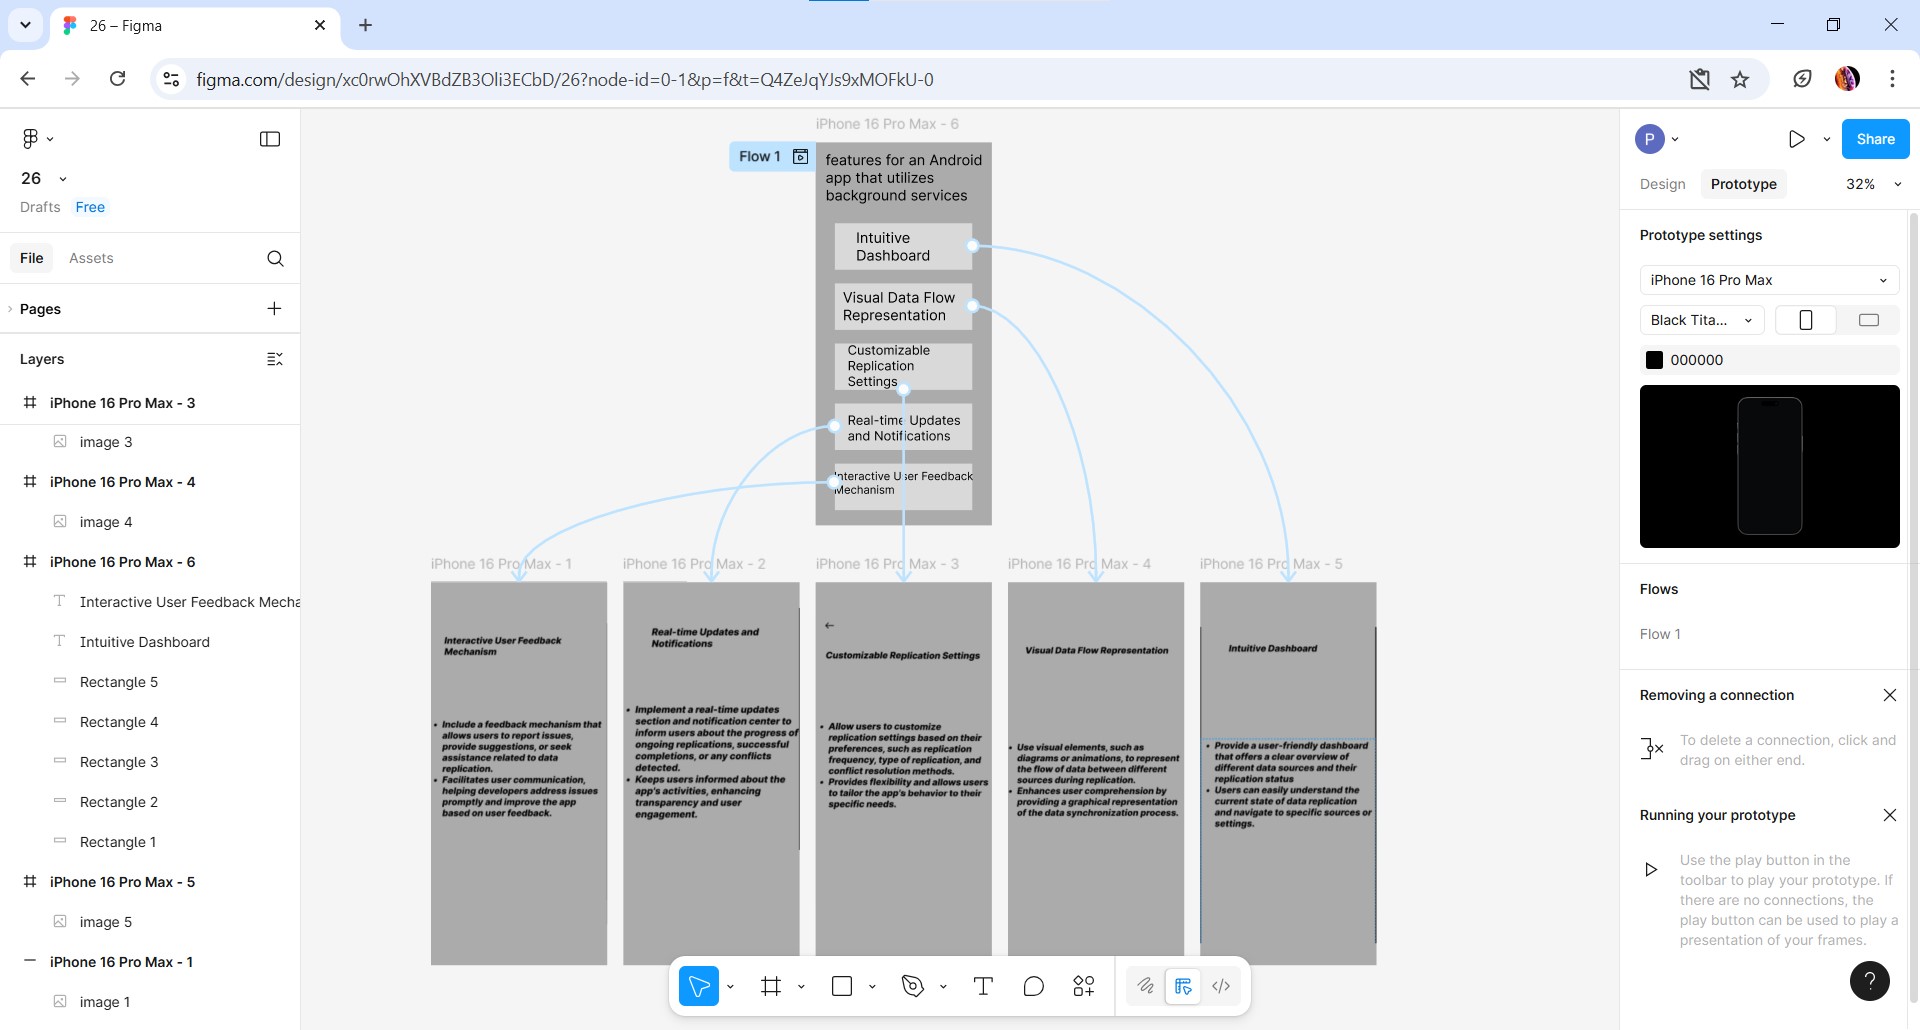 26 – Figma
figma.com/design/xc0rwOhXVBdZB3Oli3ECbD/26?node-id=0-1&p=f&t=Q4ZeJqYJs9xMOFkU-0
26
Drafts
Free
File
Assets
Pages
Layers
iPhone 16 Pro Max - 3
image 3
iPhone 16 Pro Max - 4
image 4
iPhone 16 Pro Max - 6
Interactive User Feedback Mecha
Intuitive Dashboard
Rectangle 5
Rectangle 4
Rectangle 3
Rectangle 2
Rectangle 1
iPhone 16 Pro Max - 5
image 5
iPhone 16 Pro Max - 1
image 1
iPhone 16 Pro Max - 6
Flow 1
features for an Android
app that utilizes
background services
Intuitive
Dashboard
Visual Data Flow
Representation
Customizable
Replication
Settings
Real-time Updates
and Notifications
Interactive User Feedback
Mechanism
iPhone 16 Pro Max - 1
Interactive User Feedback
Mechanism
• Include a feedback mechanism that
allows users to report issues,
provide suggestions, or seek
assistance related to data
replication.
• Facilitates user communication,
helping developers address issues
promptly and improve the app
based on user feedback.
iPhone 16 Pro Max - 2
Real-time Updates and
Notifications
• Implement a real-time updates
section and notification center to
inform users about the progress of
ongoing replications, successful
completions, or any conflicts
detected.
• Keeps users informed about the
app's activities, enhancing
transparency and user
engagement.
iPhone 16 Pro Max - 3
←
Customizable Replication Settings
• Allow users to customize
replication settings based on their
preferences, such as replication
frequency, type of replication, and
conflict resolution methods.
• Provides flexibility and allows users
to tailor the app's behavior to their
specific needs.
iPhone 16 Pro Max - 4
Visual Data Flow Representation
• Use visual elements, such as
diagrams or animations, to represent
the flow of data between different
sources during replication.
• Enhances user comprehension by
providing a graphical representation
of the data synchronization process.
iPhone 16 Pro Max - 5
Intuitive Dashboard
• Provide a user-friendly dashboard
that offers a clear overview of
different data sources and their
replication status
• Users can easily understand the
current state of data replication
and navigate to specific sources or
settings.
P
Share
Design
Prototype
32%
Prototype settings
iPhone 16 Pro Max
Black Tita...
000000
Flows
Flow 1
Removing a connection
To delete a connection, click and
drag on either end.
Running your prototype
Use the play button in the
toolbar to play your prototype. If
there are no connections, the
play button can be used to play a
presentation of your frames.
?